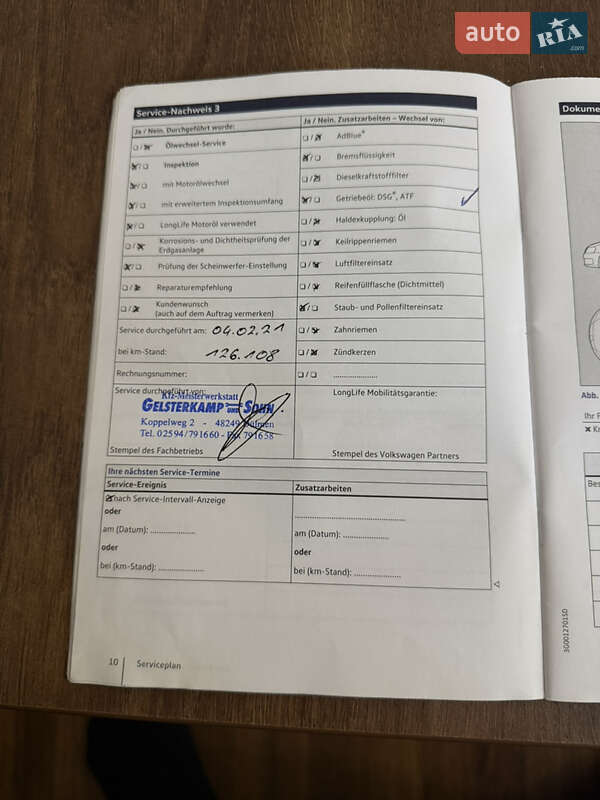 auto RIA .com
Service-Nachweis 3
Ja / Nein. Durchgeführt wurde:
☐ / ☒ Ölwechsel-Service
☒ / ☐ Inspektion
☒ / ☐ mit Motorölwechsel
☒ / ☐ mit erweitertem Inspektionsumfang
☒ / ☐ LongLife Motoröl verwendet
☐ / ☒ Korrosions- und Dichtheitsprüfung der
Erdgasanlage
☒ / ☐ Prüfung der Scheinwerfer-Einstellung
☐ / ☒ Reparaturempfehlung
☐ / ☒ Kundenwunsch
(auch auf dem Auftrag vermerken)
Service durchgeführt am: 04.02.21
bei km-Stand: 126.108
Rechnungsnummer:
Service durchgeführt von:
Kfz-Meisterwerkstatt
GELSTERKAMP UND SOHN
Koppelweg 2 - 48249 Dülmen
Tel. 02594/791660 - Fax 791658
Stempel des Fachbetriebs
Ja / Nein. Zusatzarbeiten – Wechsel von:
☐ / ☒ AdBlue®
☒ / ☐ Bremsflüssigkeit
☐ / ☒ Dieselkraftstofffilter
☒ / ☐ Getriebeöl: DSG®, ATF ✓
☐ / ☒ Haldexkupplung: Öl
☐ / ☒ Keilrippenriemen
☐ / ☒ Luftfiltereinsatz
☐ / ☒ Reifenfüllflasche (Dichtmittel)
☒ / ☐ Staub- und Pollenfiltereinsatz
☐ / ☒ Zahnriemen
☐ / ☒ Zündkerzen
☐ / ☐ ....................
LongLife Mobilitätsgarantie:
Stempel des Volkswagen Partners
Ihre nächsten Service-Termine
Service-Ereignis
☒ nach Service-Intervall-Anzeige
oder
am (Datum): ....................
oder
bei (km-Stand): ....................
Zusatzarbeiten
..............................
am (Datum): ....................
oder
bei (km-Stand): ....................
10 Serviceplan
Dokume
Abb.
Ihr F
Bes
3G0012701SD